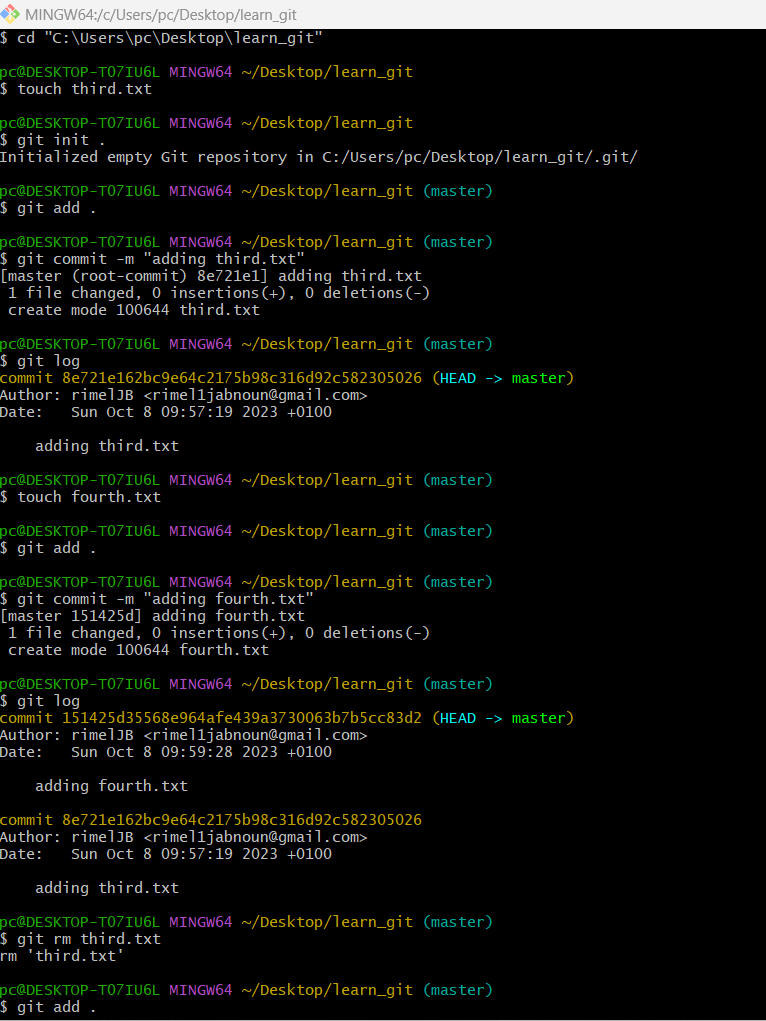 MINGW64:/c/Users/pc/Desktop/learn_git
$ cd "C:\Users\pc\Desktop\learn_git"
pc@DESKTOP-TO7IU6L MINGW64 ~/Desktop/learn_git
$ touch third.txt
pc@DESKTOP-TO7IU6L MINGW64 ~/Desktop/learn_git
$ git init .
Initialized empty Git repository in C:/Users/pc/Desktop/learn_git/.git/
pc@DESKTOP-TO7IU6L MINGW64 ~/Desktop/learn_git (master)
$ git add .
pc@DESKTOP-TO7IU6L MINGW64 ~/Desktop/learn_git (master)
$ git commit -m "adding third.txt"
[master (root-commit) 8e721e1] adding third.txt
1 file changed, 0 insertions(+), 0 deletions(-)
create mode 100644 third.txt
pc@DESKTOP-TO7IU6L MINGW64 ~/Desktop/learn_git (master)
$ git log
commit 8e721e162bc9e64c2175b98c316d92c582305026 (HEAD -> master)
Author: rimelJB <rimel1jabnoun@gmail.com>
Date:   Sun Oct 8 09:57:19 2023 +0100
adding third.txt
pc@DESKTOP-TO7IU6L MINGW64 ~/Desktop/learn_git (master)
$ touch fourth.txt
pc@DESKTOP-TO7IU6L MINGW64 ~/Desktop/learn_git (master)
$ git add .
pc@DESKTOP-TO7IU6L MINGW64 ~/Desktop/learn_git (master)
$ git commit -m "adding fourth.txt"
[master 151425d] adding fourth.txt
1 file changed, 0 insertions(+), 0 deletions(-)
create mode 100644 fourth.txt
pc@DESKTOP-TO7IU6L MINGW64 ~/Desktop/learn_git (master)
$ git log
commit 151425d35568e964afe439a3730063b7b5cc83d2 (HEAD -> master)
Author: rimelJB <rimel1jabnoun@gmail.com>
Date:   Sun Oct 8 09:59:28 2023 +0100
adding fourth.txt
commit 8e721e162bc9e64c2175b98c316d92c582305026
Author: rimelJB <rimel1jabnoun@gmail.com>
Date:   Sun Oct 8 09:57:19 2023 +0100
adding third.txt
pc@DESKTOP-TO7IU6L MINGW64 ~/Desktop/learn_git (master)
$ git rm third.txt
rm 'third.txt'
pc@DESKTOP-TO7IU6L MINGW64 ~/Desktop/learn_git (master)
$ git add .